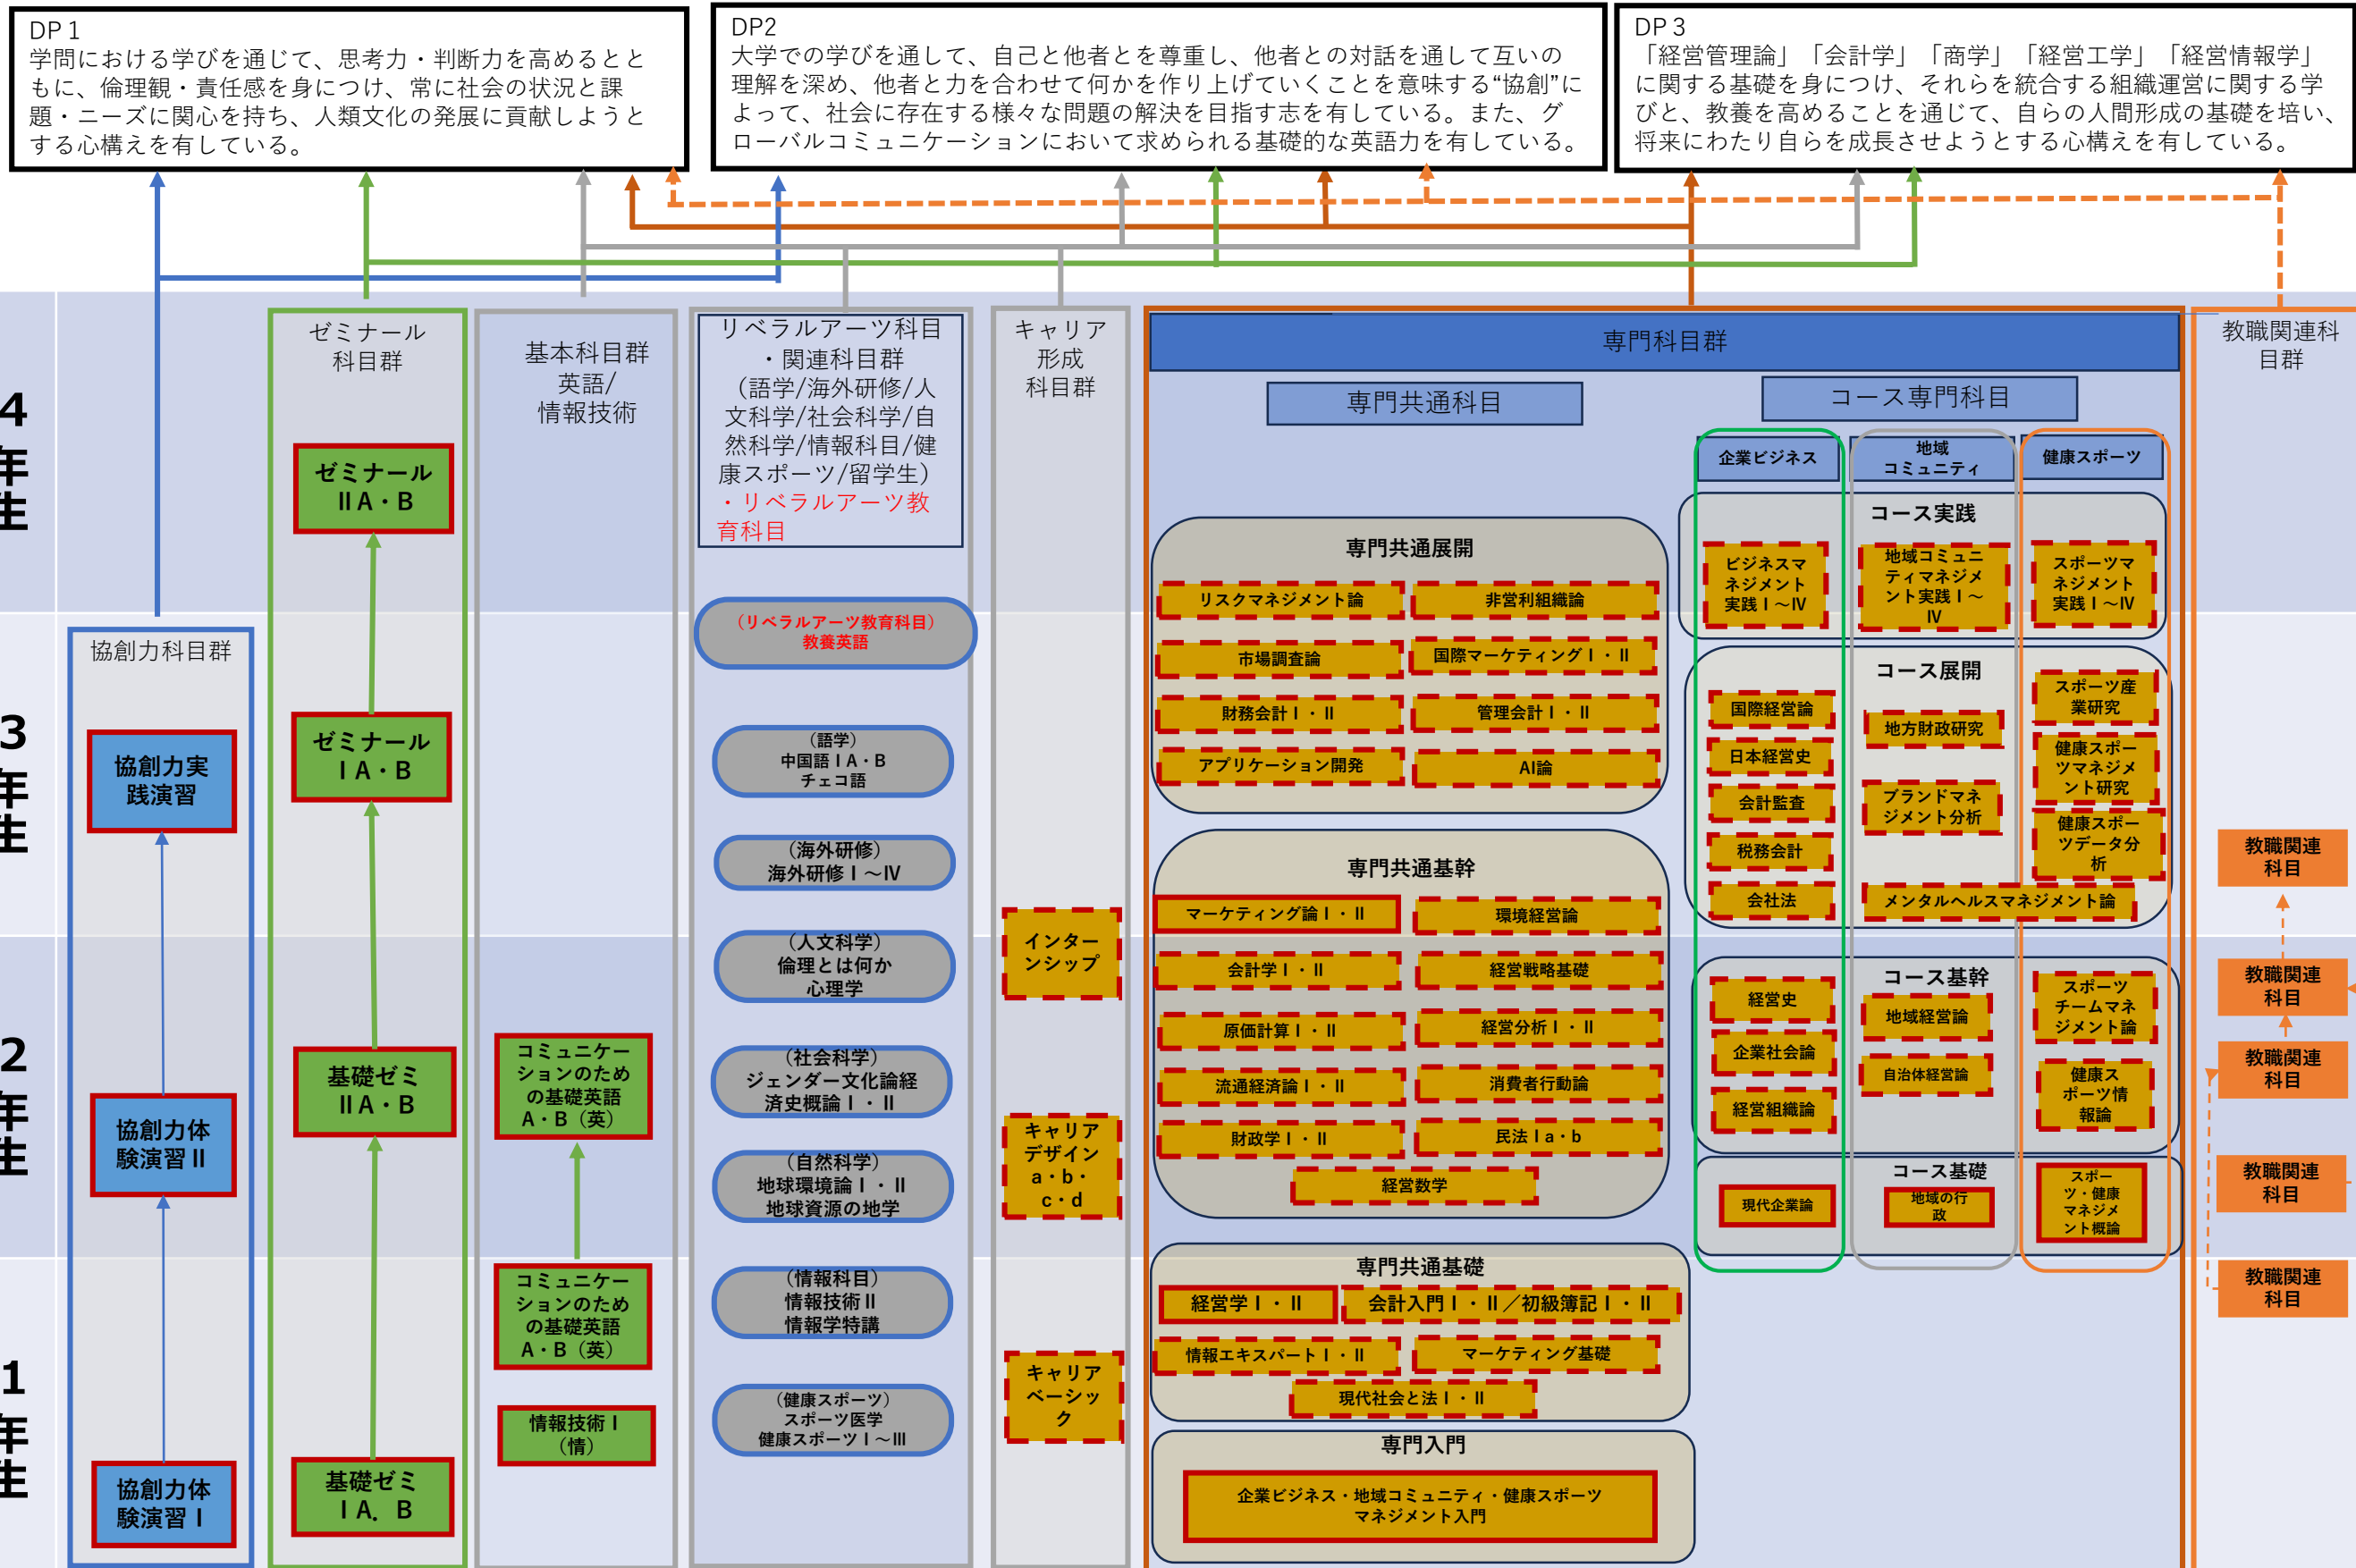 DP 1
学問における学びを通じて、思考力・判断力を高めるとと
もに、倫理観・責任感を身につけ、常に社会の状況と課
題・ニーズに関心を持ち、人類文化の発展に貢献しようと
する心構えを有している。
DP2
大学での学びを通して、自己と他者とを尊重し、他者との対話を通して互いの
理解を深め、他者と力を合わせて何かを作り上げていくことを意味する“協創”に
よって、社会に存在する様々な問題の解決を目指す志を有している。また、グ
ローバルコミュニケーションにおいて求められる基礎的な英語力を有している。
DP 3
「経営管理論」「会計学」「商学」「経営工学」「経営情報学」
に関する基礎を身につけ、それらを統合する組織運営に関する学
びと、教養を高めることを通じて、自らの人間形成の基礎を培い、
将来にわたり自らを成長させようとする心構えを有している。
4
年
生
3
年
生
2
年
生
1
年
生
協創力科目群
協創力実
践演習
協創力体
験演習Ⅱ
協創力体
験演習Ⅰ
ゼミナール
科目群
ゼミナール
ⅡA・B
ゼミナール
ⅠA・B
基礎ゼミ
ⅡA・B
基礎ゼミ
ⅠA．B
基本科目群
英語/
情報技術
コミュニケー
ションのため
の基礎英語
A・B（英）
コミュニケー
ションのため
の基礎英語
A・B（英）
情報技術Ⅰ
（情）
リベラルアーツ科目
・関連科目群
（語学/海外研修/人
文科学/社会科学/自
然科学/情報科目/健
康スポーツ/留学生）
・リベラルアーツ教
育科目
（リベラルアーツ教育科目）
教養英語
（語学）
中国語ⅠA・B
チェコ語
（海外研修）
海外研修Ⅰ～Ⅳ
（人文科学）
倫理とは何か
心理学
（社会科学）
ジェンダー文化論経
済史概論Ⅰ・Ⅱ
（自然科学）
地球環境論Ⅰ・Ⅱ
地球資源の地学
（情報科目）
情報技術Ⅱ
情報学特講
（健康スポーツ）
スポーツ医学
健康スポーツⅠ～Ⅲ
キャリア
形成
科目群
インター
ンシップ
キャリア
デザイン
a・b・
c・d
キャリア
ベーシッ
ク
専門科目群
専門共通科目
専門共通展開
リスクマネジメント論
非営利組織論
市場調査論
国際マーケティングⅠ・Ⅱ
財務会計Ⅰ・Ⅱ
管理会計Ⅰ・Ⅱ
アプリケーション開発
AI論
専門共通基幹
マーケティング論Ⅰ・Ⅱ
環境経営論
会計学Ⅰ・Ⅱ
経営戦略基礎
原価計算Ⅰ・Ⅱ
経営分析Ⅰ・Ⅱ
流通経済論Ⅰ・Ⅱ
消費者行動論
財政学Ⅰ・Ⅱ
民法Ⅰa・b
経営数学
専門共通基礎
経営学Ⅰ・Ⅱ
会計入門Ⅰ・Ⅱ／初級簿記Ⅰ・Ⅱ
情報エキスパートⅠ・Ⅱ
マーケティング基礎
現代社会と法Ⅰ・Ⅱ
専門入門
企業ビジネス・地域コミュニティ・健康スポーツ
マネジメント入門
コース専門科目
企業ビジネス
地域
コミュニティ
健康スポーツ
コース実践
ビジネスマ
ネジメント
実践Ⅰ～Ⅳ
地域コミュニ
ティマネジメ
ント実践Ⅰ～
Ⅳ
スポーツマ
ネジメント
実践Ⅰ～Ⅳ
コース展開
国際経営論
日本経営史
会計監査
税務会計
会社法
地方財政研究
ブランドマネ
ジメント分析
スポーツ産
業研究
健康スポー
ツマネジメ
ント研究
健康スポー
ツデータ分
析
メンタルヘルスマネジメント論
コース基幹
経営史
企業社会論
経営組織論
地域経営論
自治体経営論
スポーツ
チームマネ
ジメント論
健康ス
ポーツ情
報論
コース基礎
現代企業論
地域の行
政
スポー
ツ・健康
マネジメ
ント概論
教職関連科
目群
教職関連
科目
教職関連
科目
教職関連
科目
教職関連
科目
教職関連
科目